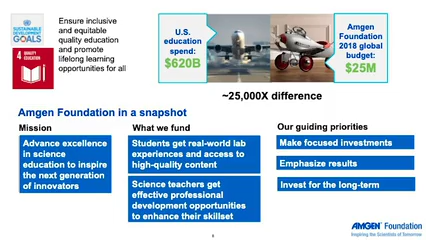 SUSTAINABLE
DEVELOPMENT
GOALS
4 QUALITY
EDUCATION
Ensure inclusive
and equitable
quality education
and promote
lifelong learning
opportunities for all
U.S.
education
spend:
$620B
Amgen
Foundation
2018 global
budget:
$25M
~25,000X difference
Amgen Foundation in a snapshot
Mission
Advance excellence
in science
education to inspire
the next generation
of innovators
What we fund
Students get real-world lab
experiences and access to
high-quality content
Science teachers get
effective professional
development opportunities
to enhance their skillset
Our guiding priorities
Make focused investments
Emphasize results
Invest for the long-term
AMGEN Foundation
Inspiring the Scientists of Tomorrow